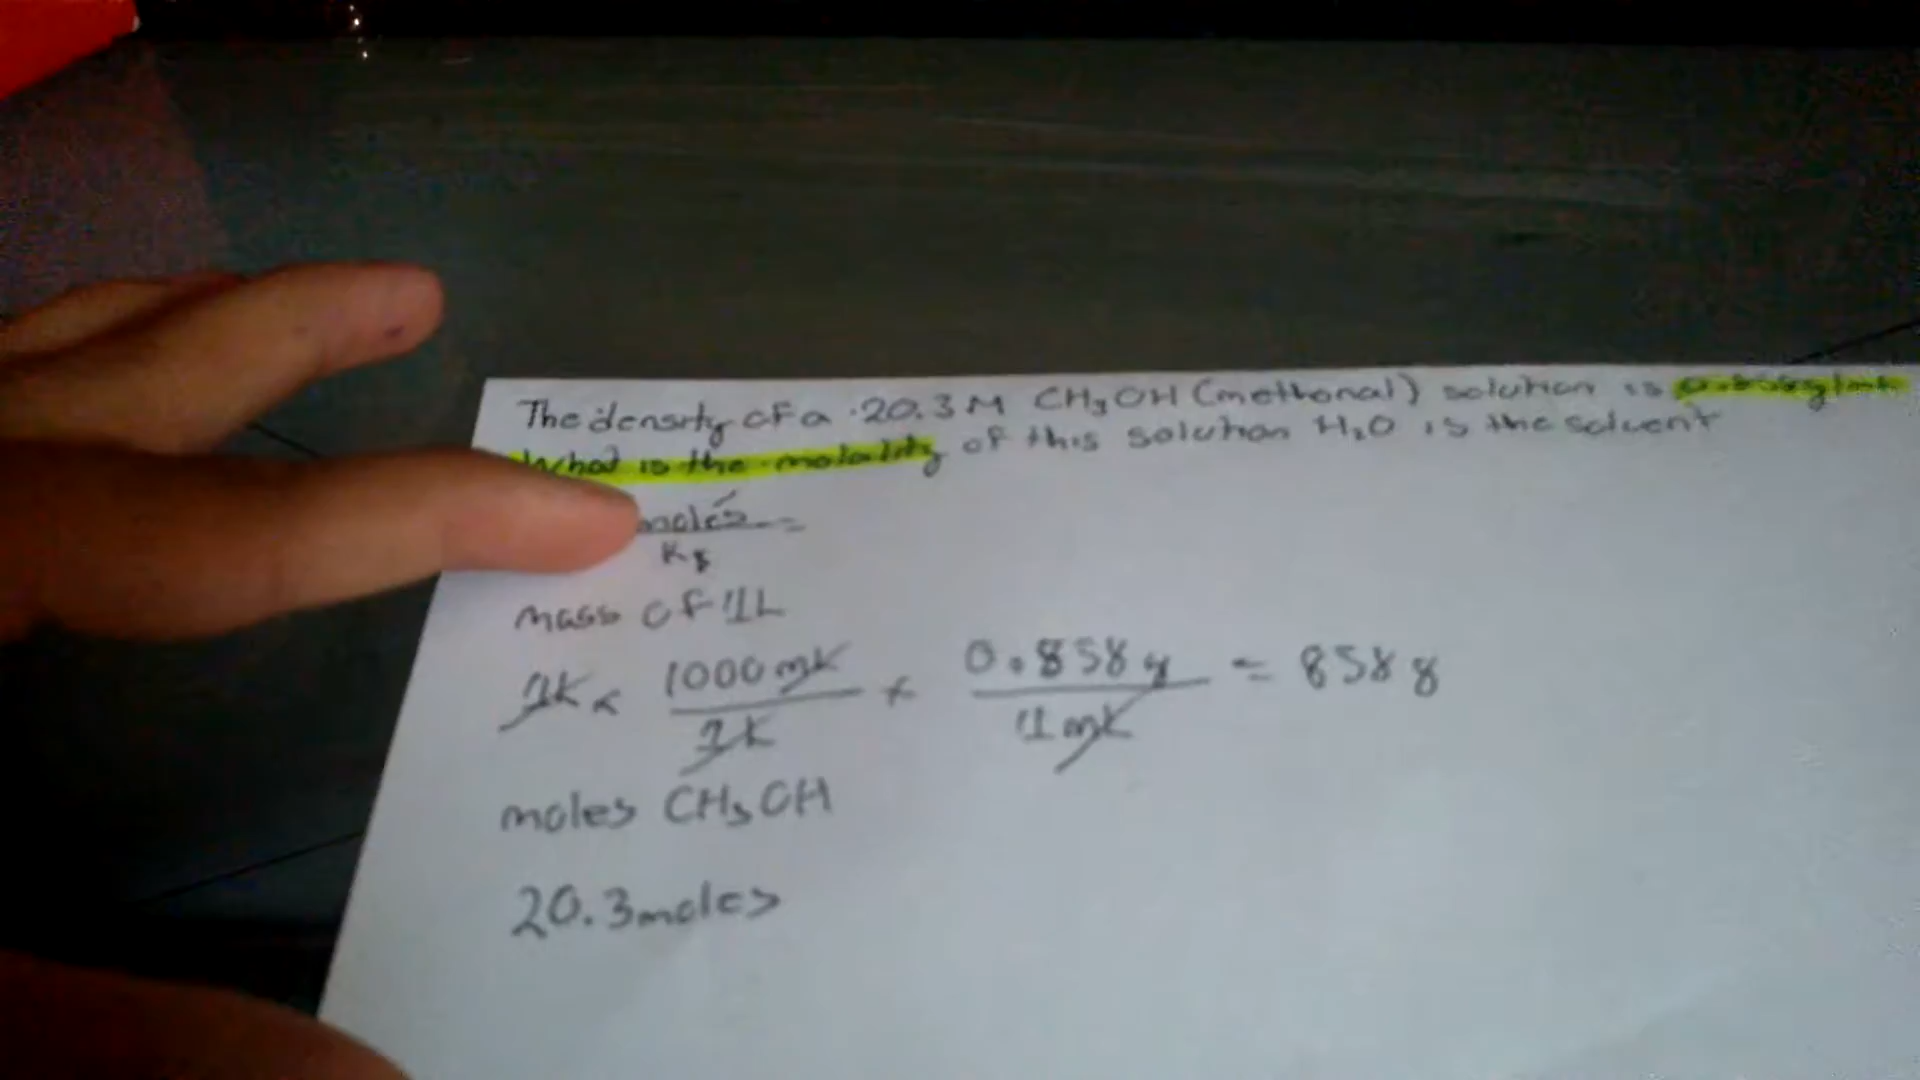 The density of a 20.3 M CH3OH (methonal) solution is
What is the molality of this solution H2O is the solvent
moles =
kg
mass of 1L
1L × 1000 mL × 0.858 g = 858 g
1L 1 mL
moles CH3OH
20.3 moles